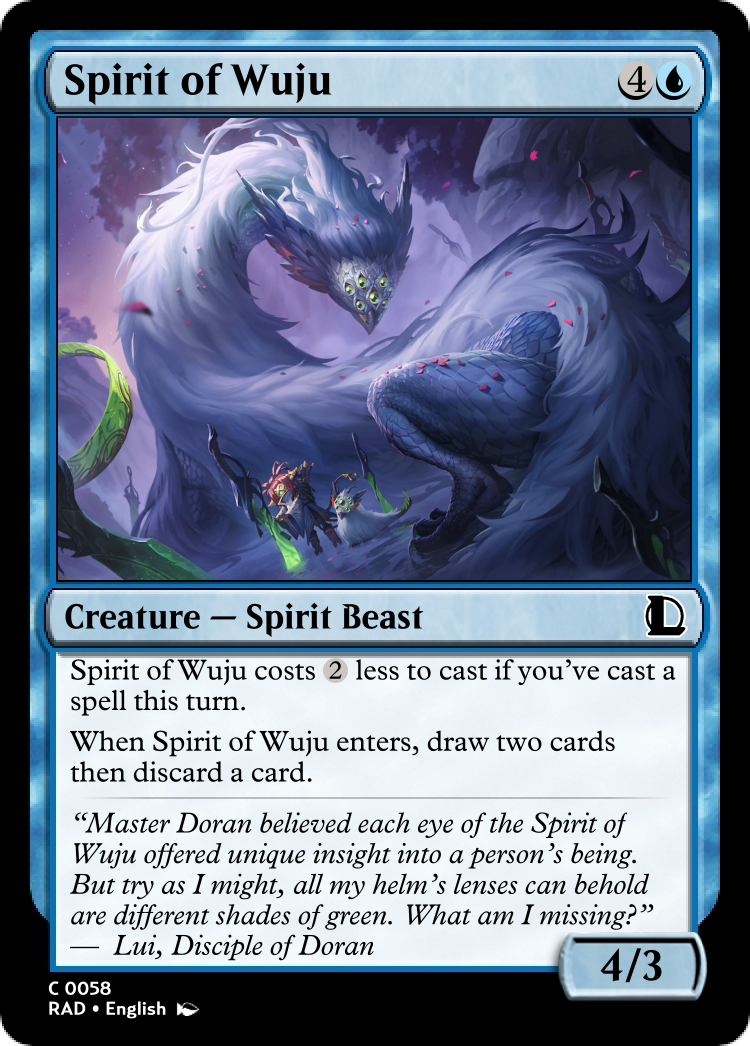 Spirit of Wuju
4
Creature — Spirit Beast
Spirit of Wuju costs 2 less to cast if you've cast a
spell this turn.
When Spirit of Wuju enters, draw two cards
then discard a card.
“Master Doran believed each eye of the Spirit of
Wuju offered unique insight into a person's being.
But try as I might, all my helm's lenses can behold
are different shades of green. What am I missing?”
— Lui, Disciple of Doran
4/3
C 0058
RAD • English